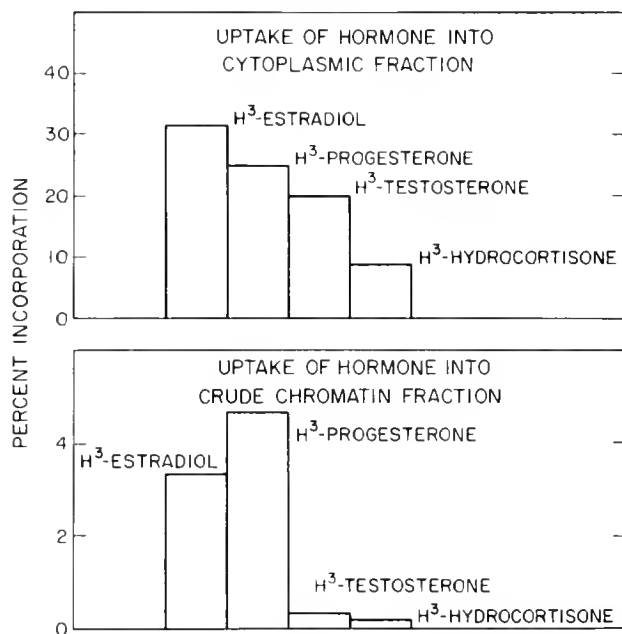 PERCENT INCORPORATION
UPTAKE OF HORMONE INTO
CYTOPLASMIC FRACTION
50
40
30
20
10
0
H³-ESTRADIOL
H³-PROGESTERONE
H³-TESTOSTERONE
H³-HYDROCORTISONE
UPTAKE OF HORMONE INTO
CRUDE CHROMATIN FRACTION
4
2
0
H³-ESTRADIOL
H³-PROGESTERONE
H³-TESTOSTERONE
H³-HYDROCORTISONE